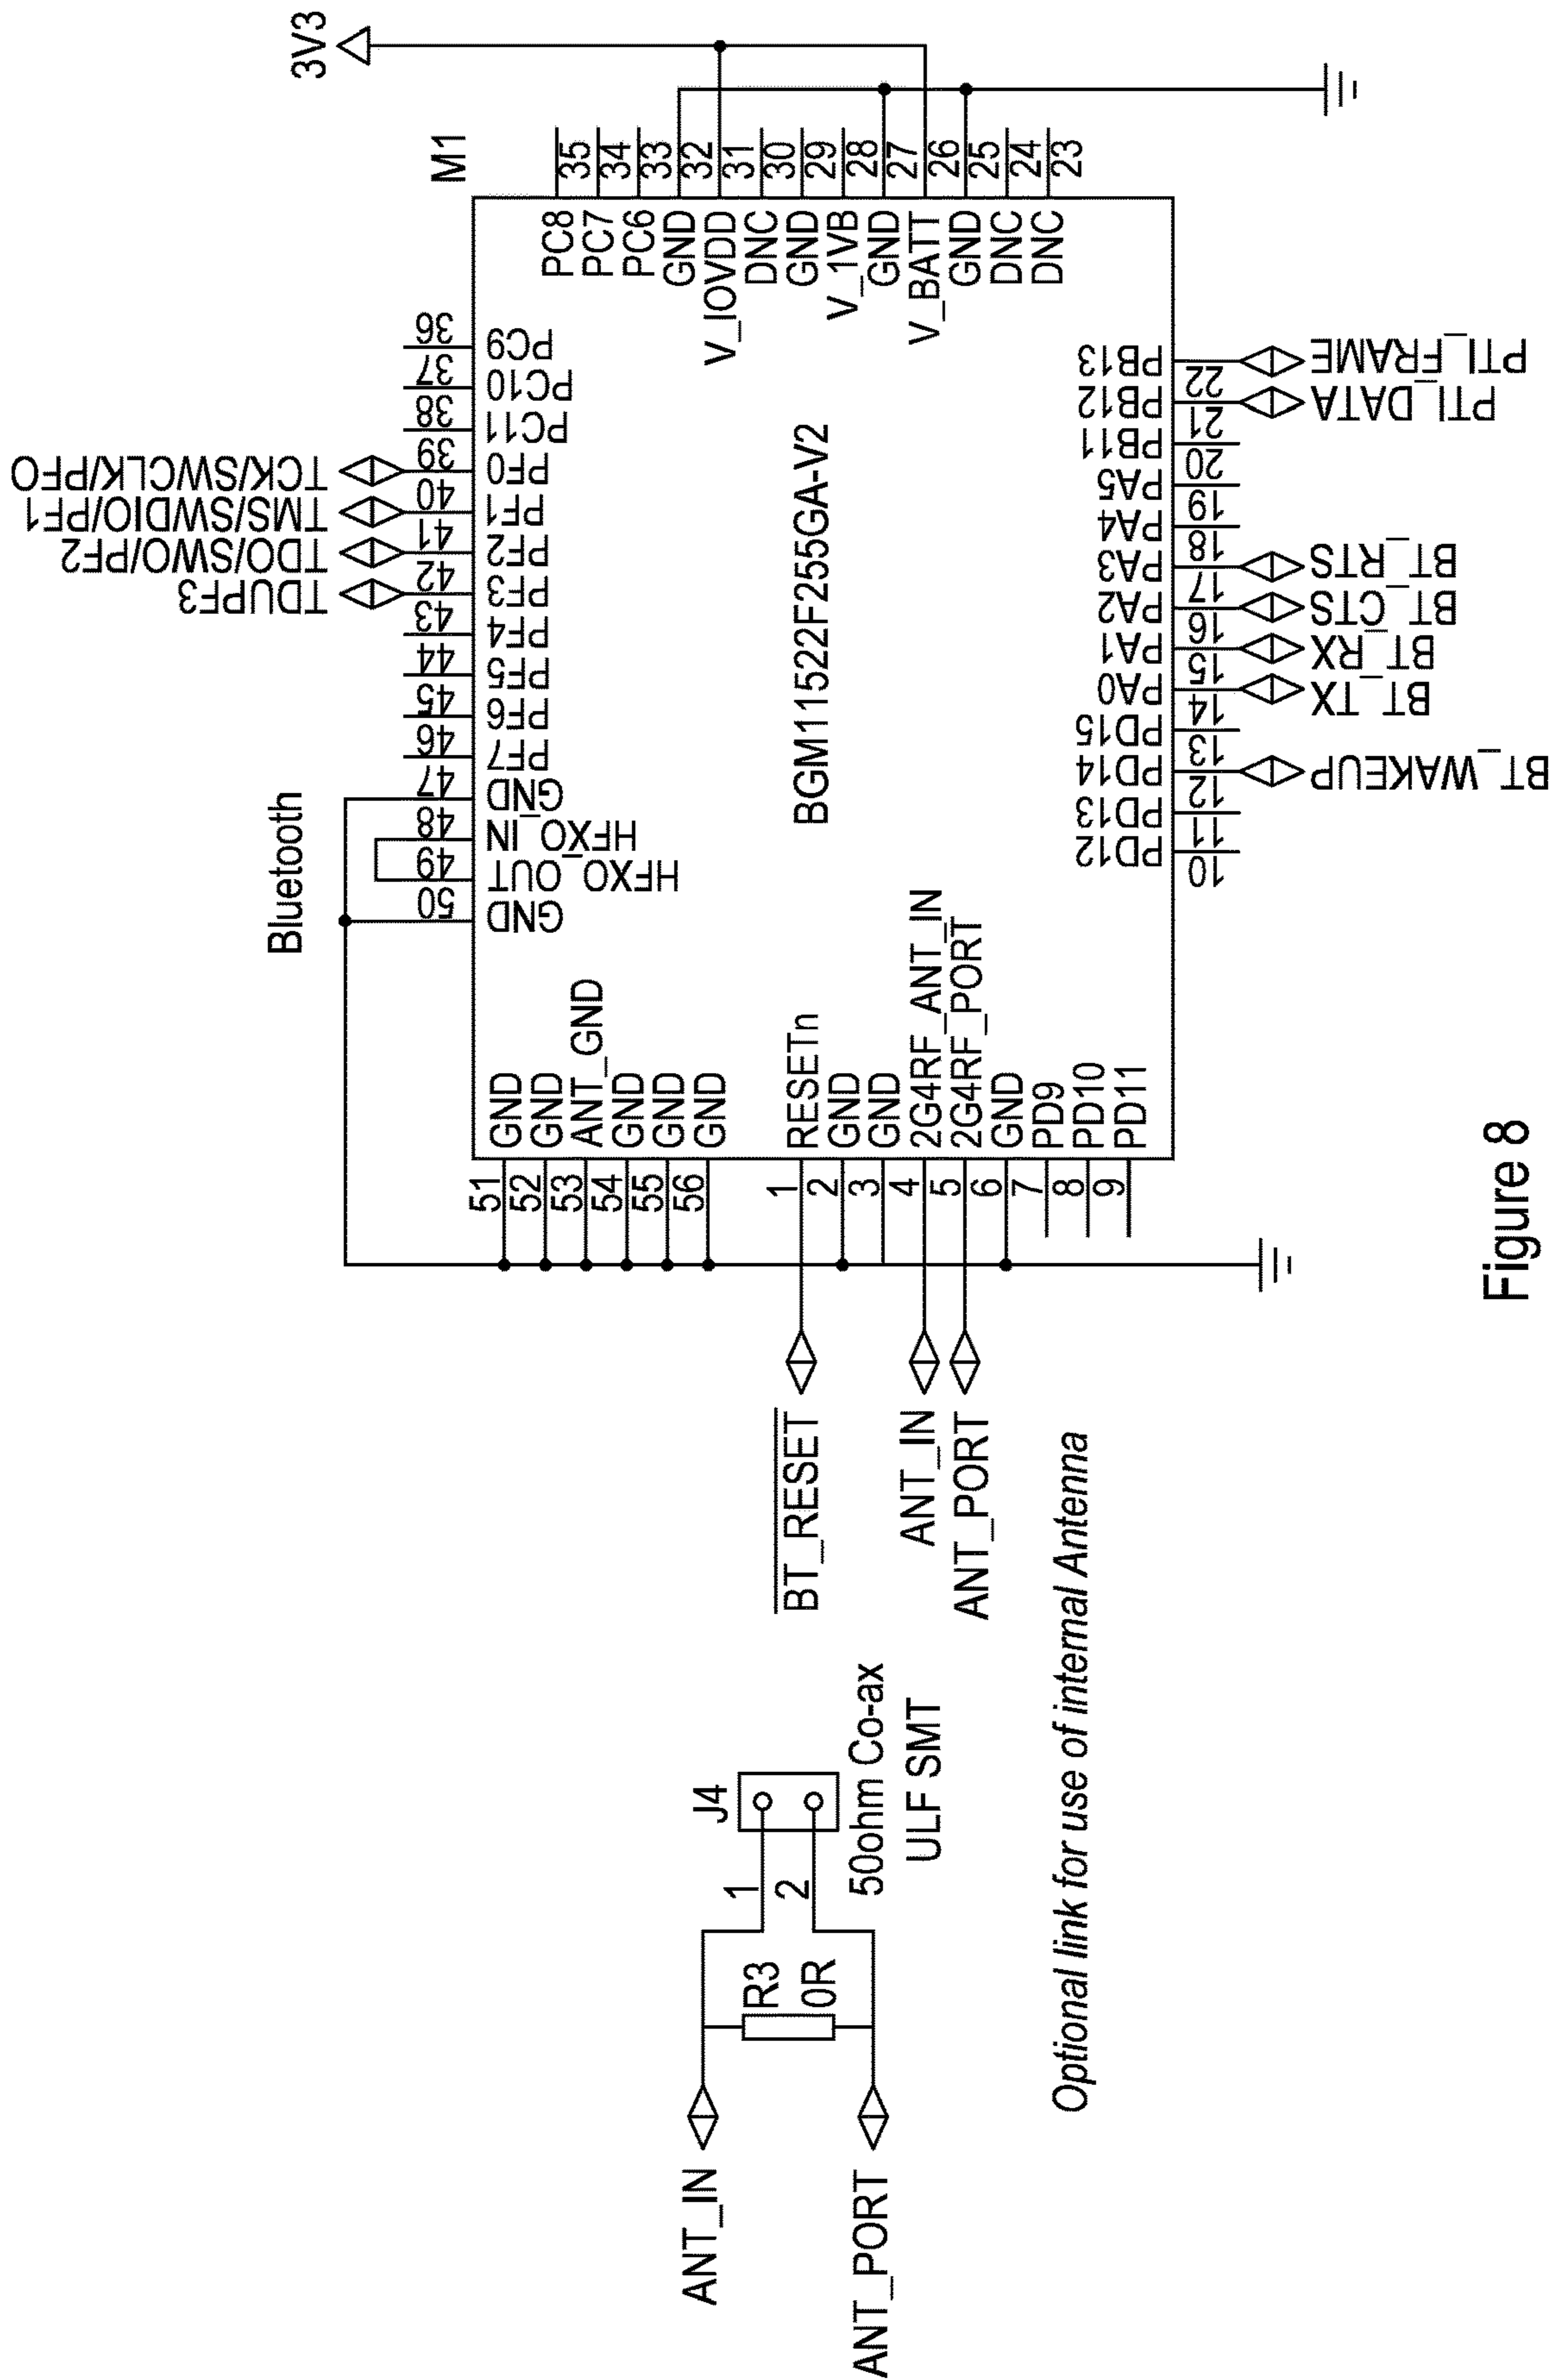 Bluetooth
TDUPF3
TDO/SWO/PF2
TMS/SWDIO/PF1
TCK/SWCLK/PFO
3V3
M1
50 GND
49 HFXO_OUT
48 HFXO_IN
47 GND
46 PF7
45 PF6
44 PF5
43 PF4
42 PF3
41 PF2
40 PF1
39 PF0
38 PC11
37 PC10
36 PC9
51 GND
52 GND
53 ANT_GND
54 GND
55 GND
56 GND
BT_RESET
1 RESETn
2 GND
3 GND
ANT_IN
4 2G4RF_ANT_IN
ANT_PORT
5 2G4RF_PORT
6 GND
7 PD9
8 PD10
9 PD11
BGM11522F255GA-V2
PC8 35
PC7 34
PC6 33
GND 32
V_IOVDD 31
DNC 30
GND 29
V_1VB 28
GND 27
V_BATT 26
GND 25
DNC 24
DNC 23
PD12 10
PD13 11
PD14 12
BT_WAKEUP
PD15 13
PA0 14
BT_TX
PA1 15
BT_RX
PA2 16
BT_CTS
PA3 17
BT_RTS
PA4 18
PA5 19
PB11 20
PB12 21
PTI_DATA
PB13 22
PTI_FRAME
ANT_IN
ANT_PORT
R3
0R
J4
1
2
50ohm Co-ax
ULF SMT
Optional link for use of internal Antenna
Figure 8